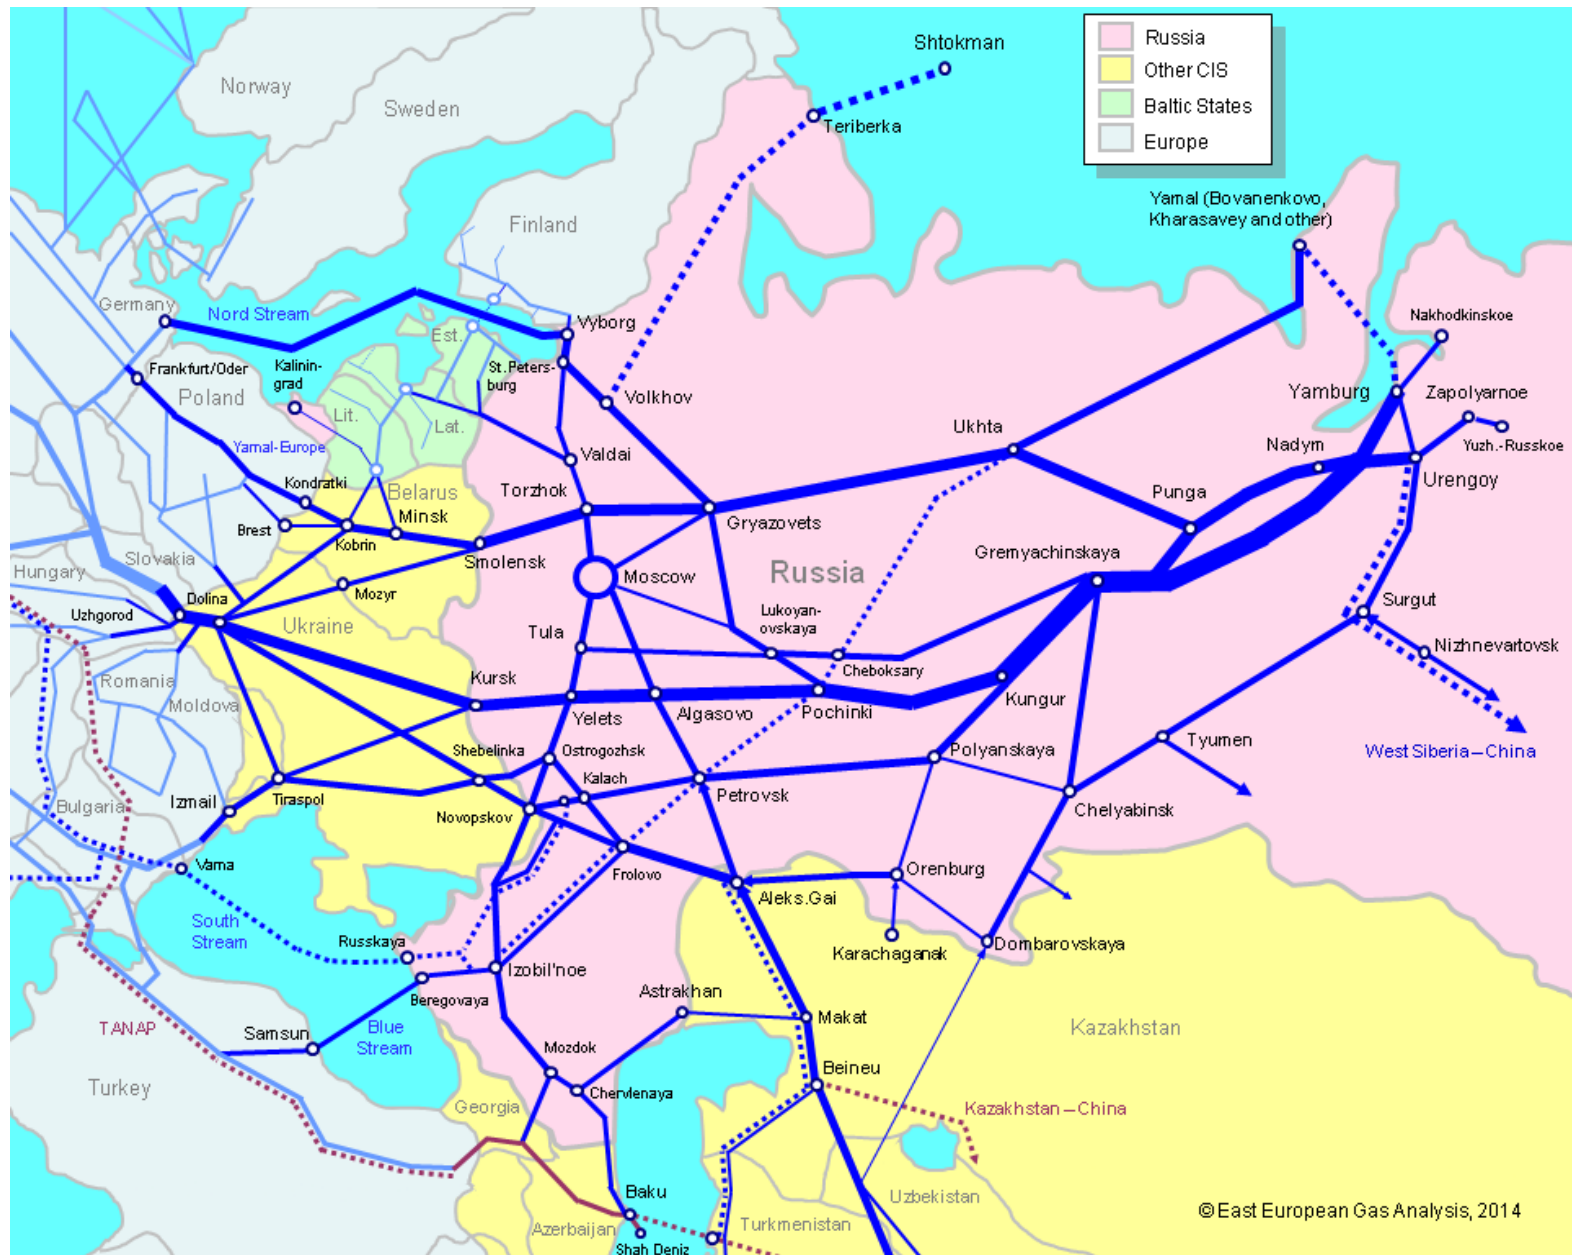 Shtokman
Russia
Other CIS
Baltic States
Europe
Norway
Sweden
Teriberka
Finland
Yamal (Bovanenkovo,
Kharasavey and other)
Germany
Nord Stream
Vyborg
Nakhodkinskoe
Est.
Frankfurt/Oder
Kalinin-
grad
St.Peters-
burg
Poland
Volkhov
Yamburg
Zapolyarnoe
Lit.
Lat.
Ukhta
Yamal-Europe
Valdai
Nadym
Yuzh.-Russkoe
Kondratki
Belarus
Torzhok
Punga
Urengoy
Minsk
Brest
Gryazovets
Kobrin
Smolensk
Slovakia
Gremyachinskaya
Hungary
Russia
Moscow
Mozyr
Dolina
Surgut
Uzhgorod
Lukoyan-
ovskaya
Ukraine
Tula
Nizhnevartovsk
Cheboksary
Romania
Kursk
Kungur
Moldova
Yelets
Algasovo
Pochinki
Shebelinka
Ostrogozhsk
Polyanskaya
Tyumen
West Siberia – China
Kalach
Bulgaria
Izmail
Tiraspol
Petrovsk
Novopskov
Chelyabinsk
Varna
Frolovo
Orenburg
Aleks.Gai
South
Stream
Russkaya
Dombarovskaya
Karachaganak
Izobil'noe
Beregovaya
Astrakhan
TANAP
Samsun
Blue
Stream
Makat
Kazakhstan
Mozdok
Beineu
Turkey
Chervlenaya
Georgia
Kazakhstan – China
Baku
Uzbekistan
Azerbaijan
Turkmenistan
© East European Gas Analysis, 2014
Shah Deniz